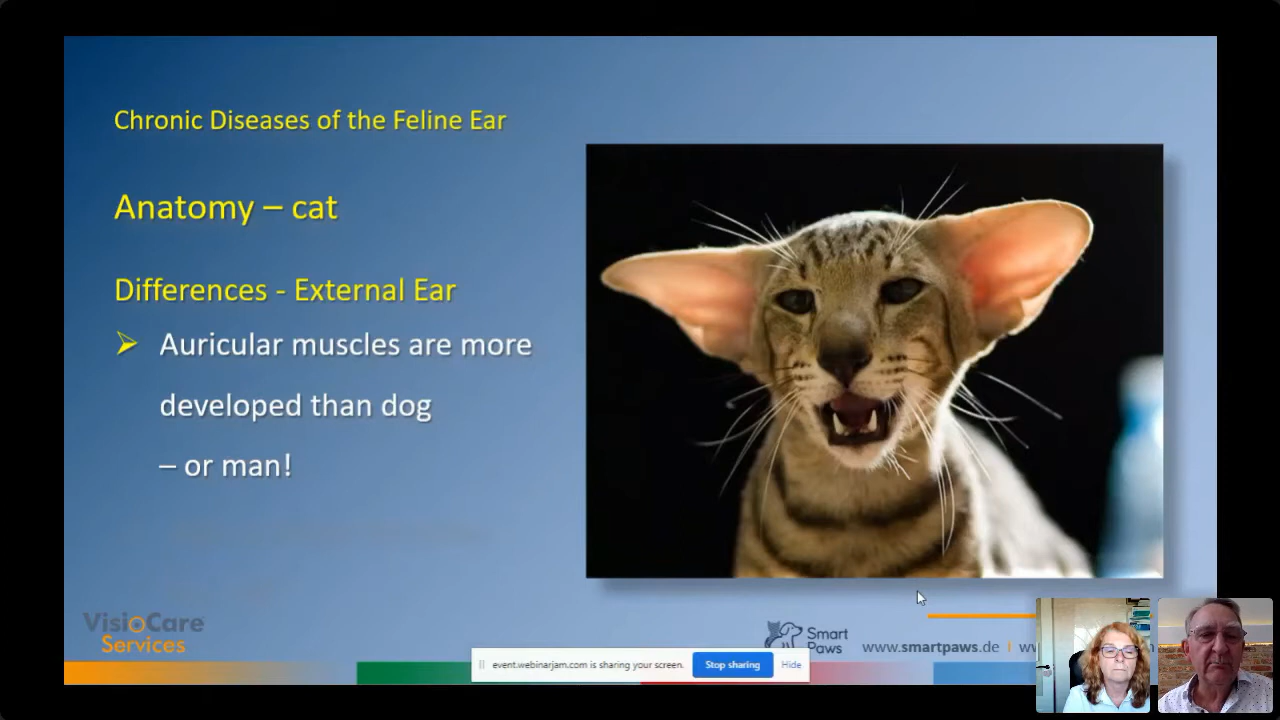 Chronic Diseases of the Feline Ear
Anatomy – cat
Differences - External Ear
➢ Auricular muscles are more
developed than dog
– or man!
VisioCare
Services
Smart
Paws
www.smartpaws.de
event.webinarjam.com is sharing your screen.
Stop sharing
Hide